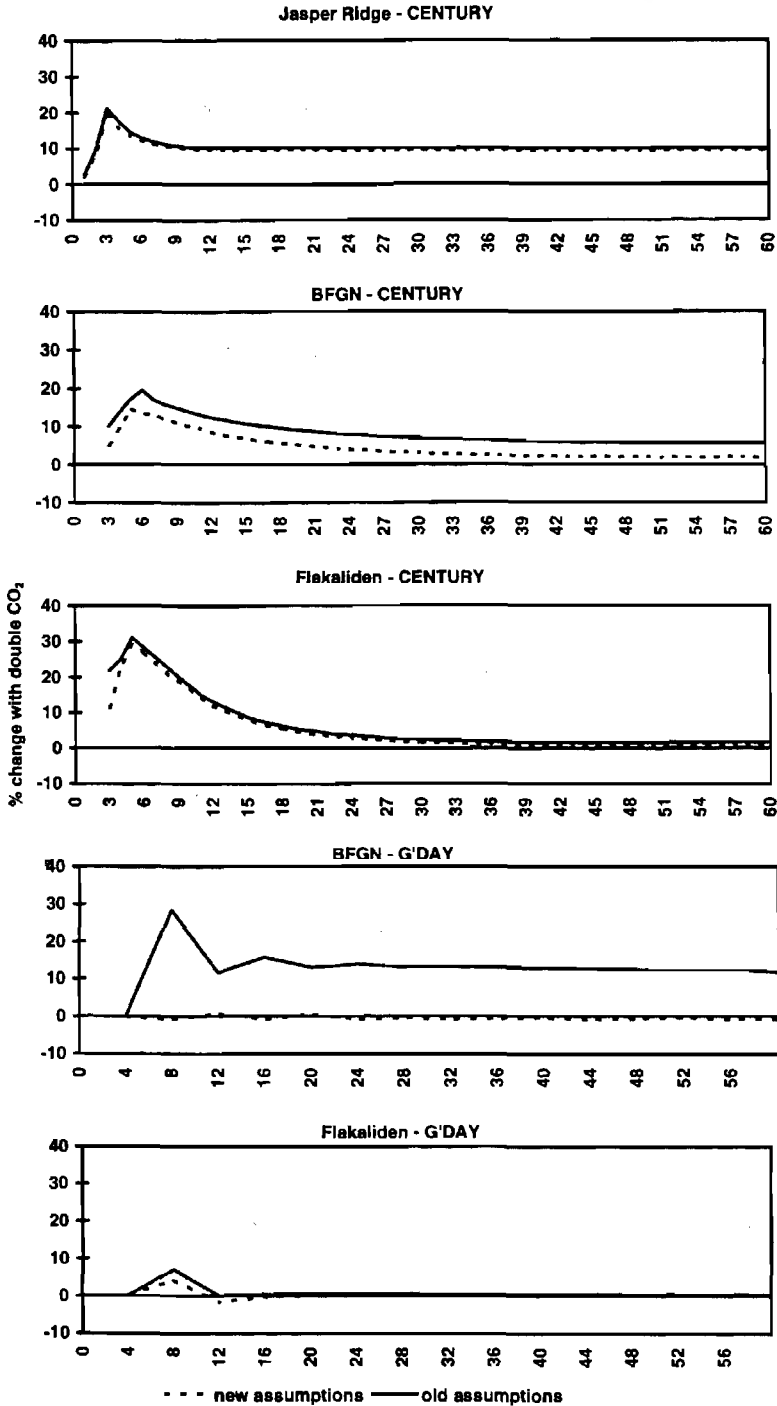 Jasper Ridge - CENTURY
40
30
20
10
0
-10
0 3 6 9 12 15 18 21 24 27 30 33 36 39 42 45 48 51 54 57 60
BFGN - CENTURY
40
30
20
10
0
-10
0 3 6 9 12 15 18 21 24 27 30 33 36 39 42 45 48 51 54 57 60
% change with double CO₂
Flakaliden - CENTURY
40
30
20
10
0
-10
0 3 6 9 12 15 18 21 24 27 30 33 36 39 42 45 48 51 54 57 60
BFGN - G'DAY
40
30
20
10
0
-10
0 4 8 12 16 20 24 28 32 36 40 44 48 52 56
Flakaliden - G'DAY
40
30
20
10
0
-10
0 4 8 12 16 20 24 28 32 36 40 44 48 52 56
new assumptions old assumptions